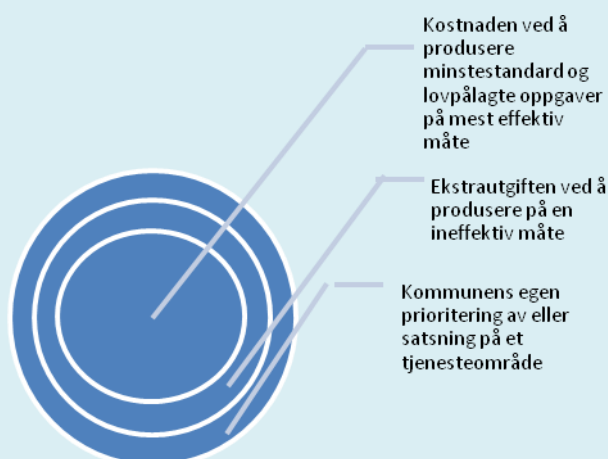 Kostnaden ved å
produsere
minstestandard og
lovpålagte oppgaver
på mest effektiv
måte
Ekstrautgiften ved å
produsere på en
ineffektiv måte
Kommunens egen
prioritering av eller
satsning på et
tjenesteområde